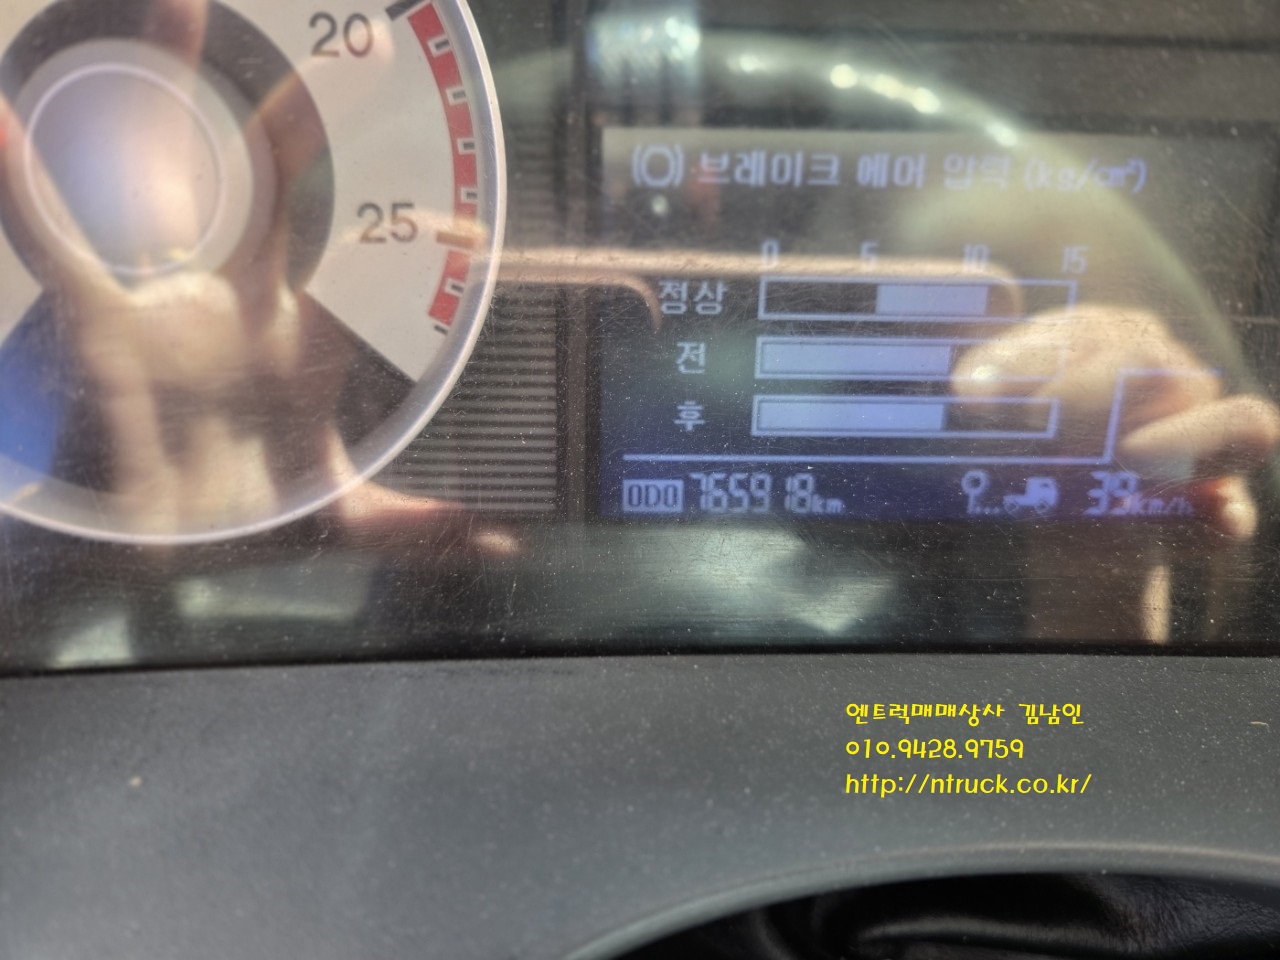 20
25
브레이크 에어 압력 (kg/cm²)
0 5 10 15
정상
전
후
ODO 765918km 39km/h
엔트럭매매상사 김남인
010.9428.9759
http://ntruck.co.kr/